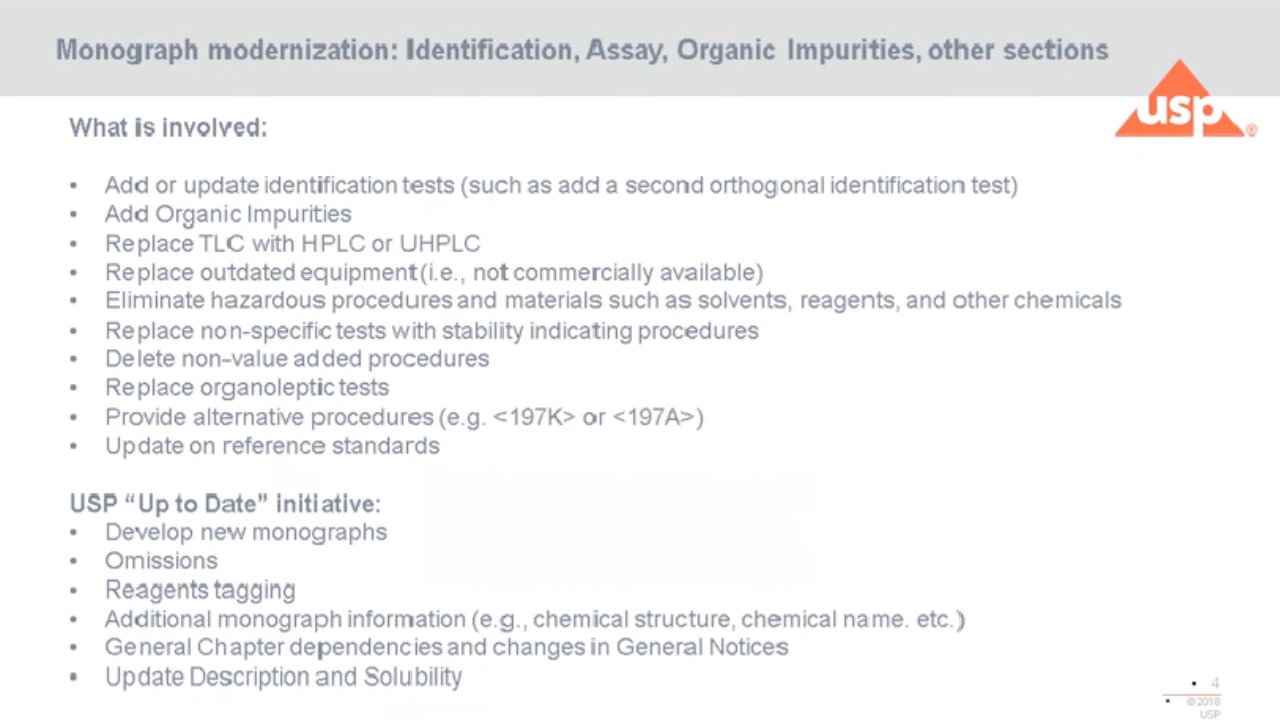 Monograph modernization: Identification, Assay, Organic Impurities, other sections
usp®
What is involved:
• Add or update identification tests (such as add a second orthogonal identification test)
• Add Organic Impurities
• Replace TLC with HPLC or UHPLC
• Replace outdated equipment (i.e., not commercially available)
• Eliminate hazardous procedures and materials such as solvents, reagents, and other chemicals
• Replace non-specific tests with stability indicating procedures
• Delete non-value added procedures
• Replace organoleptic tests
• Provide alternative procedures (e.g. <197K> or <197A>)
• Update on reference standards
USP “Up to Date” initiative:
• Develop new monographs
• Omissions
• Reagents tagging
• Additional monograph information (e.g., chemical structure, chemical name. etc.)
• General Chapter dependencies and changes in General Notices
• Update Description and Solubility
• 4
• © 2018
USP